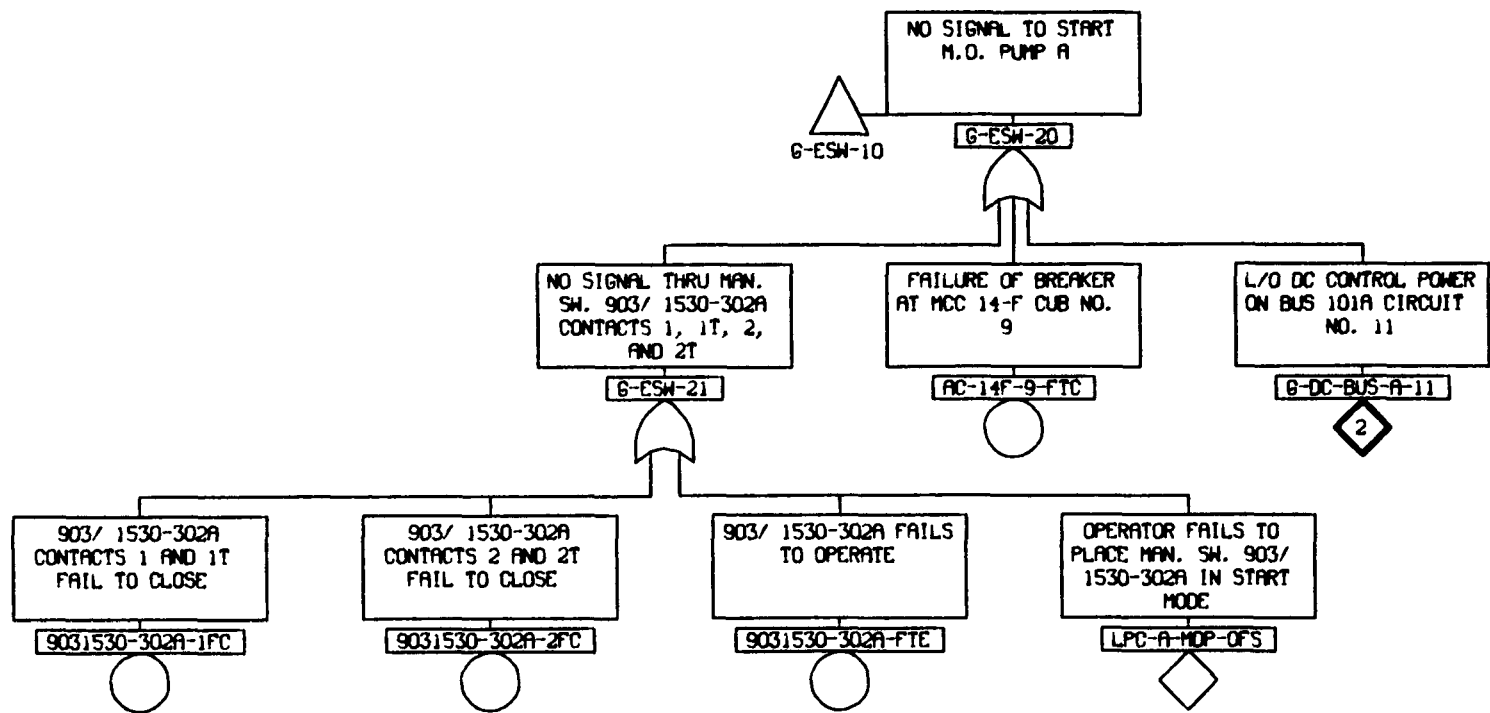 NO SIGNAL TO START
M.O. PUMP A
G-ESW-10
G-ESW-20
NO SIGNAL THRU MAN.
SW. 903/ 1530-302A
CONTACTS 1, 1T, 2,
AND 2T
G-ESW-21
FAILURE OF BREAKER
AT MCC 14-F CUB NO.
9
AC-14F-9-FTC
L/O DC CONTROL POWER
ON BUS 101A CIRCUIT
NO. 11
G-DC-BUS-A-11
2
903/ 1530-302A
CONTACTS 1 AND 1T
FAIL TO CLOSE
9031530-302A-1FC
903/ 1530-302A
CONTACTS 2 AND 2T
FAIL TO CLOSE
9031530-302A-2FC
903/ 1530-302A FAILS
TO OPERATE
9031530-302A-FTE
OPERATOR FAILS TO
PLACE MAN. SW. 903/
1530-302A IN START
MODE
LPC-A-MDP-OFS